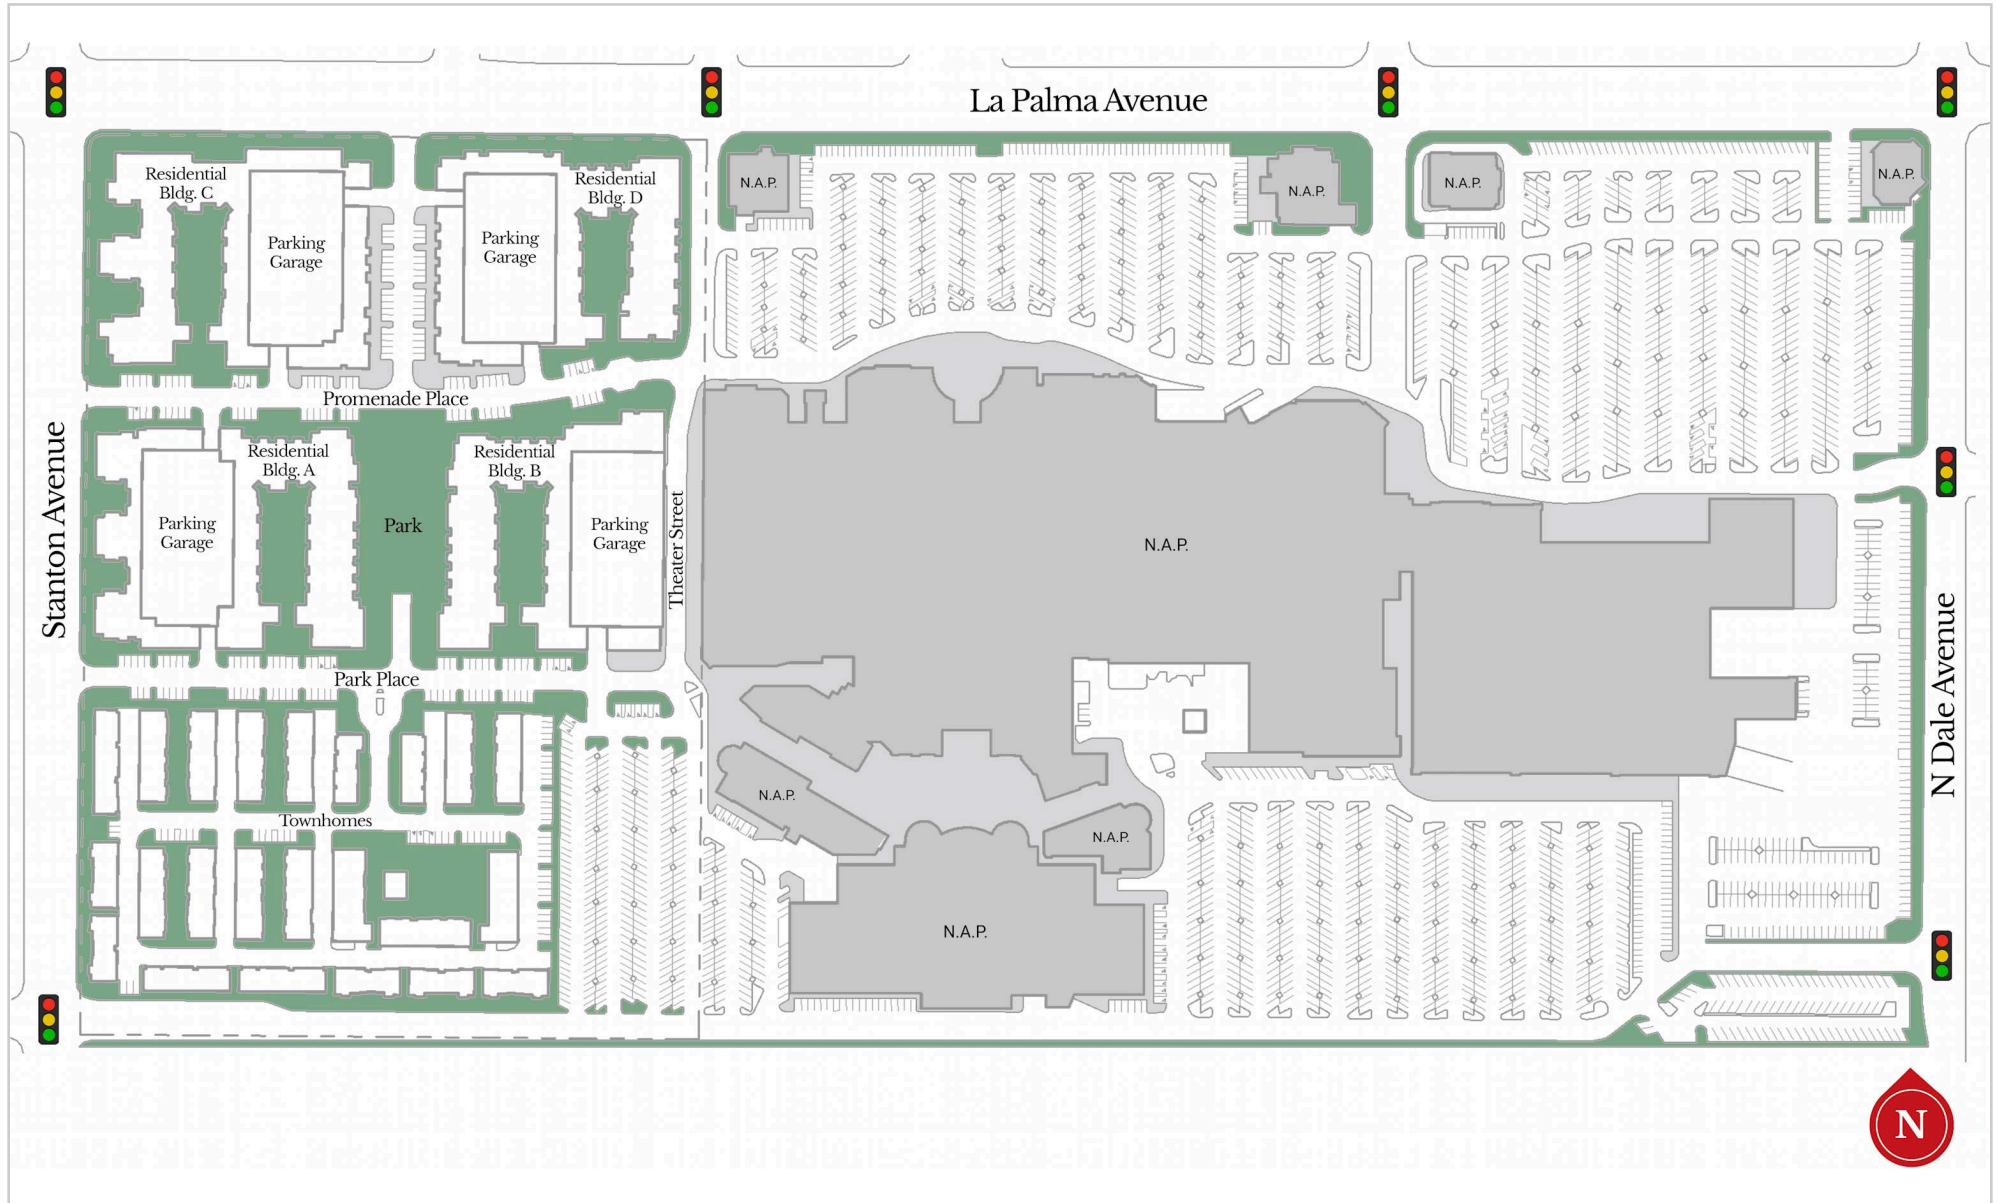 La Palma Avenue
Residential
Bldg. C
Parking
Garage
Parking
Garage
Residential
Bldg. D
N.A.P.
N.A.P.
N.A.P.
N.A.P.
Promenade Place
Stanton Avenue
Residential
Bldg. A
Residential
Bldg. B
Parking
Garage
Park
Parking
Garage
Theater Street
N.A.P.
Park Place
N Dale Avenue
N.A.P.
Townhomes
N.A.P.
N.A.P.
N